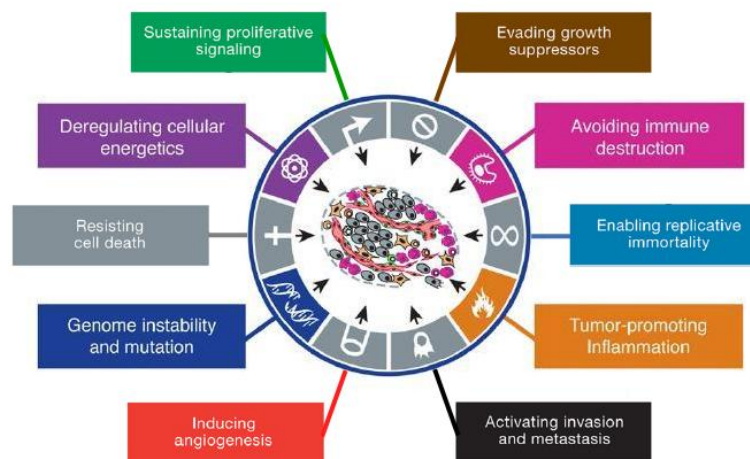 Sustaining proliferative
signaling
Evading growth
suppressors
Deregulating cellular
energetics
Avoiding immune
destruction
Resisting
cell death
Enabling replicative
immortality
Genome instability
and mutation
Tumor-promoting
Inflammation
Inducing
angiogenesis
Activating invasion
and metastasis